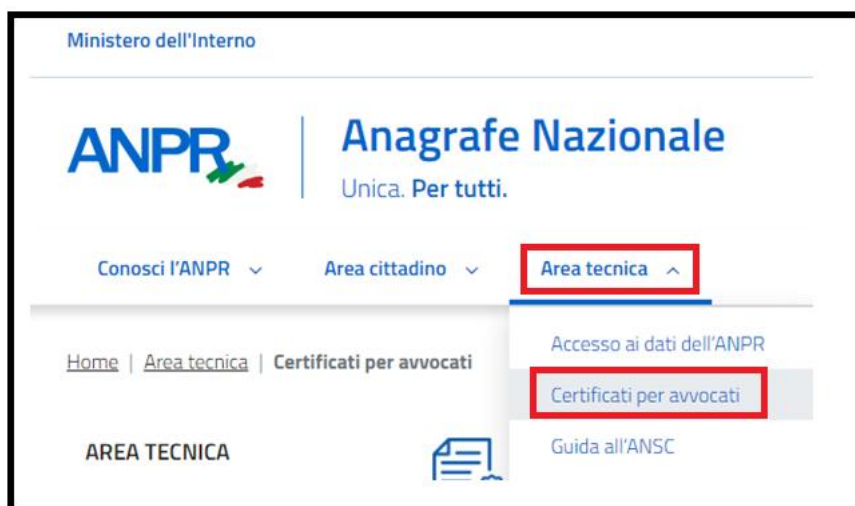 Ministero dell'Interno
ANPR
Anagrafe Nazionale
Unica. Per tutti.
Conosci l'ANPR
Area cittadino
Area tecnica
Accesso ai dati dell'ANPR
Home | Area tecnica | Certificati per avvocati
Certificati per avvocati
AREA TECNICA
Guida all'ANSC